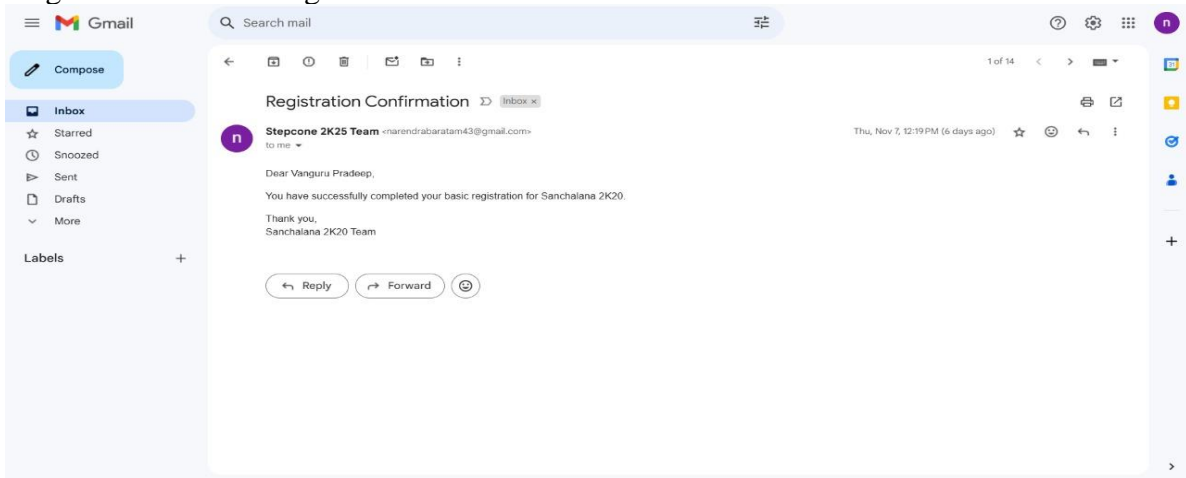 Gmail
Search mail
n
Compose
1 of 14
Inbox
Starred
Snoozed
Sent
Drafts
More
Labels
Registration Confirmation Inbox ×
n
Stepcone 2K25 Team <narendrabaratam43@gmail.com>
Thu, Nov 7, 12:19 PM (6 days ago)
to me
Dear Vanguru Pradeep,
You have successfully completed your basic registration for Sanchalana 2K20.
Thank you,
Sanchalana 2K20 Team
Reply
Forward